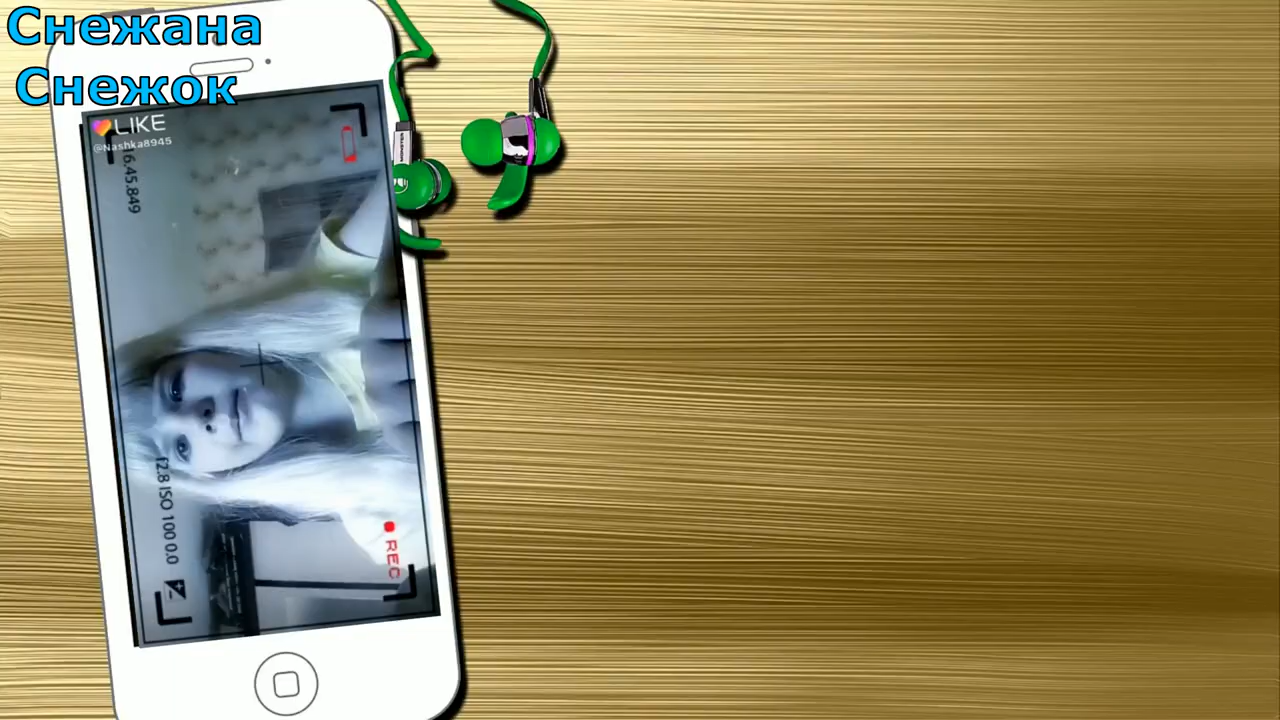 Снежана
Снежок
LIKE
@Nashka8945
16.45.849
f2.8 ISO 100 0.0
REC